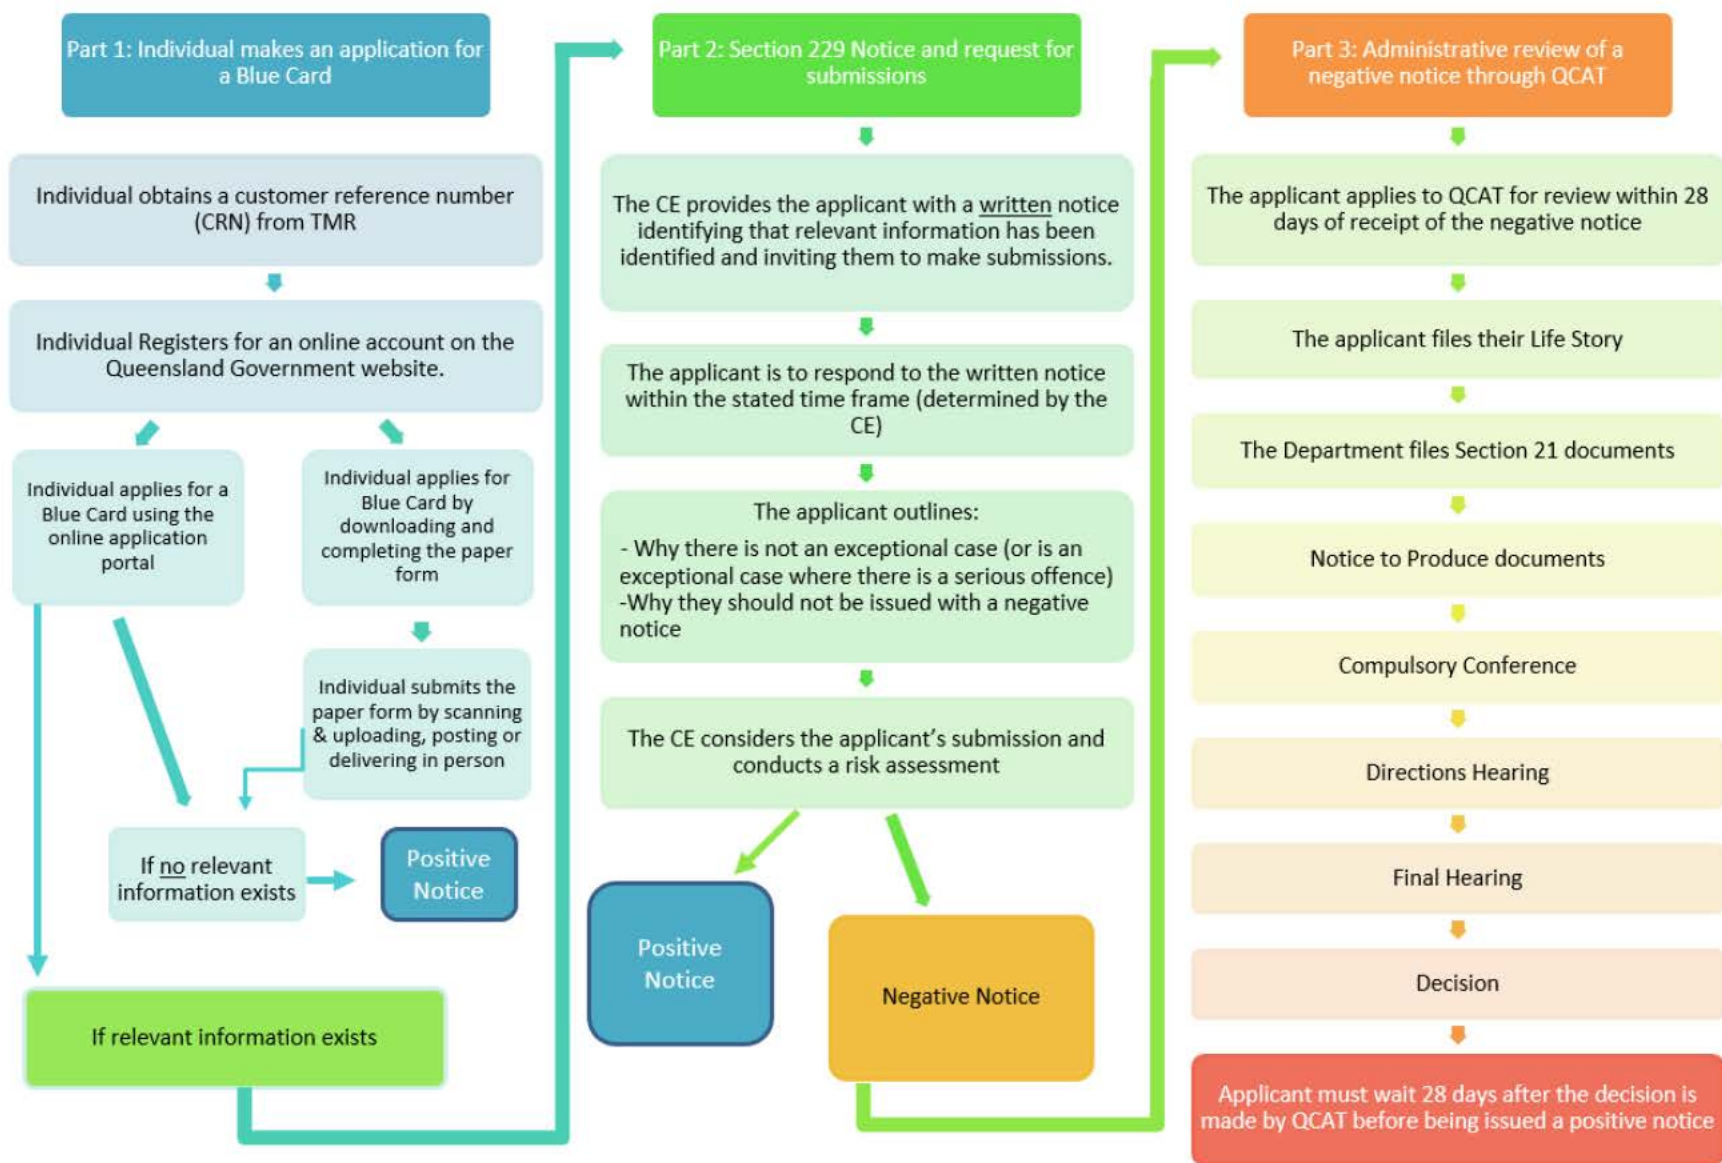 Part 1: Individual makes an application for
a Blue Card
Individual obtains a customer reference number
(CRN) from TMR
Individual Registers for an online account on the
Queensland Government website.
Individual applies for a
Blue Card using the
online application
portal
Individual applies for
Blue Card by
downloading and
completing the paper
form
Individual submits the
paper form by scanning
& uploading, posting or
delivering in person
If no relevant
information exists
Positive
Notice
If relevant information exists
Part 2: Section 229 Notice and request for
submissions
The CE provides the applicant with a written notice
identifying that relevant information has been
identified and inviting them to make submissions.
The applicant is to respond to the written notice
within the stated time frame (determined by the
CE)
The applicant outlines:
- Why there is not an exceptional case (or is an
exceptional case where there is a serious offence)
-Why they should not be issued with a negative
notice
The CE considers the applicant's submission and
conducts a risk assessment
Positive
Notice
Negative Notice
Part 3: Administrative review of a
negative notice through QCAT
The applicant applies to QCAT for review within 28
days of receipt of the negative notice
The applicant files their Life Story
The Department files Section 21 documents
Notice to Produce documents
Compulsory Conference
Directions Hearing
Final Hearing
Decision
Applicant must wait 28 days after the decision is
made by QCAT before being issued a positive notice